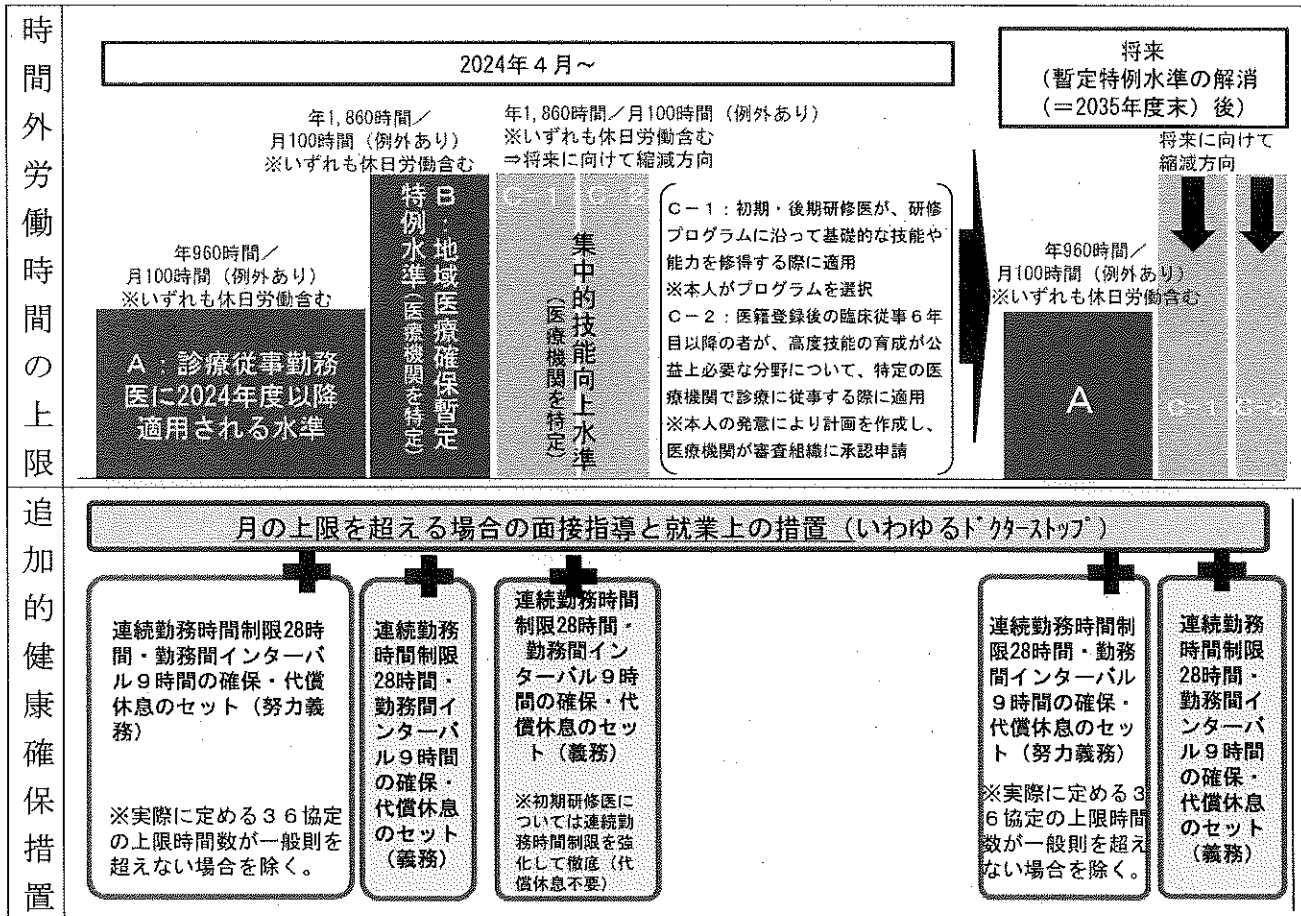 時間外労働時間の上限
2024年4月~
将来
(暫定特例水準の解消
(=2035年度末)後)
年1,860時間/
月100時間(例外あり)
※いずれも休日労働含む
年1,860時間/月100時間(例外あり)
※いずれも休日労働含む
⇒将来に向けて縮減方向
将来に向けて
縮減方向
年960時間/
月100時間(例外あり)
※いずれも休日労働含む
A:診療従事勤務
医に2024年度以降
適用される水準
B:地域医療確保暫定
特例水準(医療機関を特定)
C-1
C-2
集中的技能向上水準
(医療機関を特定)
C-1:初期・後期研修医が、研修
プログラムに沿って基礎的な技能や
能力を修得する際に適用
※本人がプログラムを選択
C-2:医籍登録後の臨床従事6年
目以降の者が、高度技能の育成が公
益上必要な分野について、特定の医
療機関で診療に従事する際に適用
※本人の発意により計画を作成し、
医療機関が審査組織に承認申請
年960時間/
月100時間(例外あり)
※いずれも休日労働含む
A
C-1
C-2
追加的健康確保措置
月の上限を超える場合の面接指導と就業上の措置(いわゆるドクターストップ)
連続勤務時間制限28時
間・勤務間インターバ
ル9時間の確保・代償
休息のセット(努力義
務)
※実際に定める36協定
の上限時間数が一般則を
超えない場合を除く。
連続勤務
時間制限
28時間・
勤務間イ
ンターバ
ル9時間
の確保・
代償休息
のセット
(義務)
連続勤務時間
制限28時間・
勤務間イン
ターバル9時
間の確保・代
償休息のセッ
ト(義務)
※初期研修医に
ついては連続勤
務時間制限を強
化して徹底(代
償休息不要)
連続勤務時間制
限28時間・勤務
間インターバル
9時間の確保・
代償休息のセッ
ト(努力義務)
※実際に定める3
6協定の上限時間
数が一般則を超え
ない場合を除く。
連続勤務
時間制限
28時間・
勤務間イ
ンターバ
ル9時間
の確保・
代償休息
のセット
(義務)